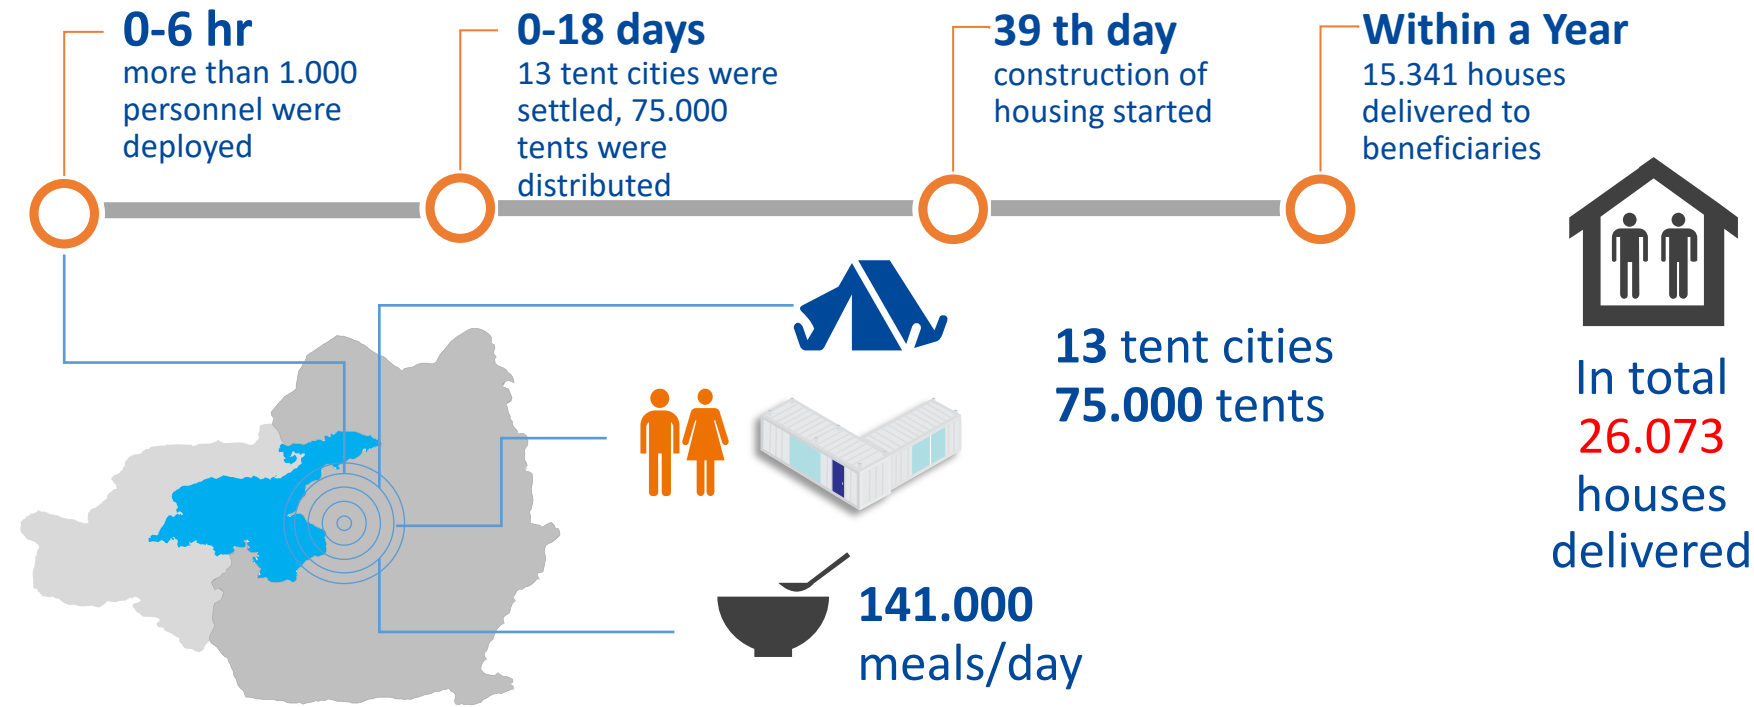 0-6 hr
more than 1.000
personnel were
deployed
0-18 days
13 tent cities were
settled, 75.000
tents were
distributed
39 th day
construction of
housing started
Within a Year
15.341 houses
delivered to
beneficiaries
13 tent cities
75.000 tents
141.000
meals/day
In total
26.073
houses
delivered